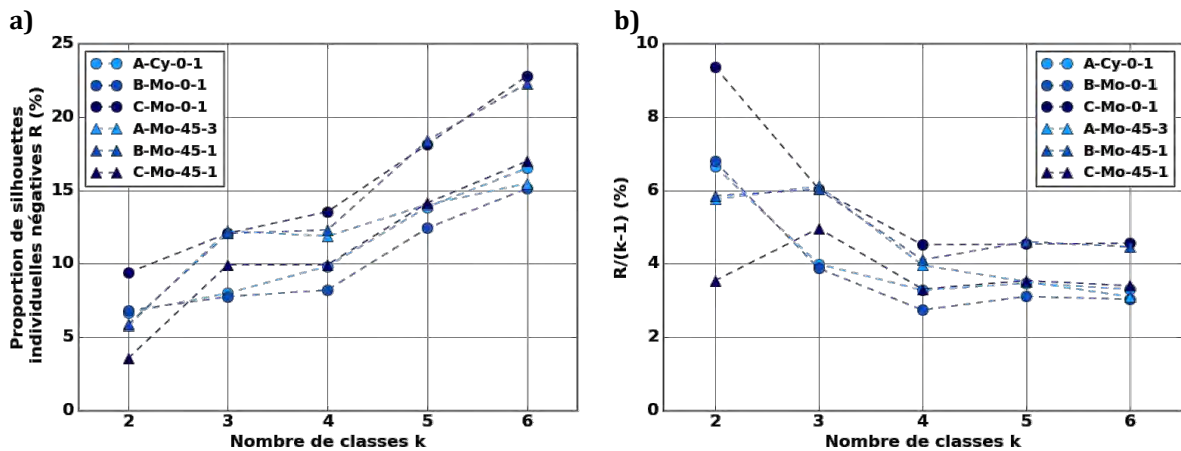 a)
Proportion de silhouettes
individuelles négatives R (%)
25
20
15
10
5
0
A-Cy-0-1
B-Mo-0-1
C-Mo-0-1
A-Mo-45-3
B-Mo-45-1
C-Mo-45-1
2 3 4 5 6
Nombre de classes k
b)
R/(k-1) (%)
10
8
6
4
2
0
A-Cy-0-1
B-Mo-0-1
C-Mo-0-1
A-Mo-45-3
B-Mo-45-1
C-Mo-45-1
2 3 4 5 6
Nombre de classes k